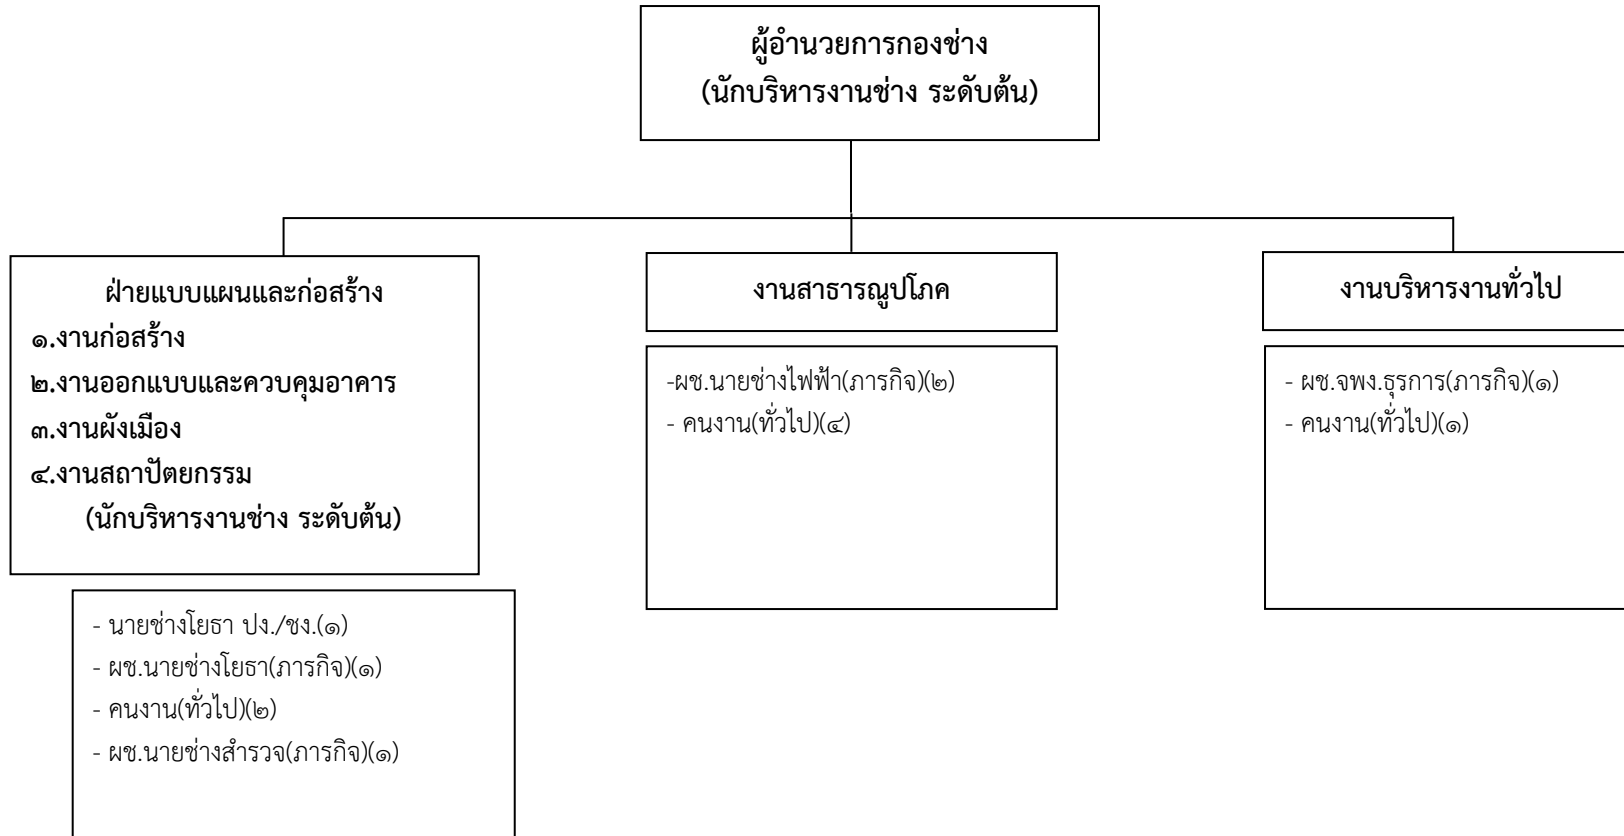 ผู้อำนวยการกองช่าง
(นักบริหารงานช่าง ระดับต้น)
ฝ่ายแบบแผนและก่อสร้าง
๑.งานก่อสร้าง
๒.งานออกแบบและควบคุมอาคาร
๓.งานผังเมือง
๔.งานสถาปัตยกรรม
(นักบริหารงานช่าง ระดับต้น)
- นายช่างโยธา ปง./ชง.(๑)
- ผช.นายช่างโยธา(ภารกิจ)(๑)
- คนงาน(ทั่วไป)(๒)
- ผช.นายช่างสำรวจ(ภารกิจ)(๑)
งานสาธารณูปโภค
-ผช.นายช่างไฟฟ้า(ภารกิจ)(๒)
- คนงาน(ทั่วไป)(๔)
งานบริหารงานทั่วไป
- ผช.จพง.ธุรการ(ภารกิจ)(๑)
- คนงาน(ทั่วไป)(๑)